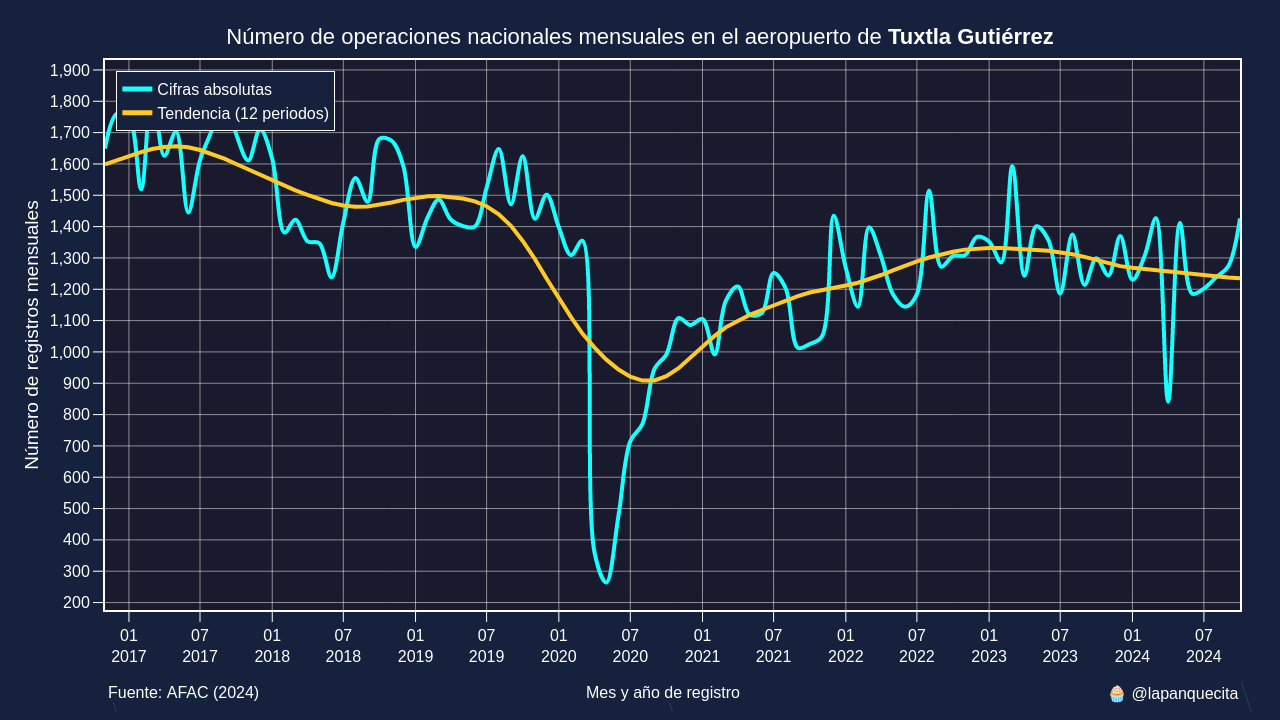 Número de operaciones nacionales mensuales en el aeropuerto de Tuxtla Gutiérrez
Cifras absolutas
Tendencia (12 periodos)
Número de registros mensuales
1,900
1,800
1,700
1,600
1,500
1,400
1,300
1,200
1,100
1,000
900
800
700
600
500
400
300
200
01 07 01 07 01 07 01 07 01 07 01 07 01 07 01 07
2017 2017 2018 2018 2019 2019 2020 2020 2021 2021 2022 2022 2023 2023 2024 2024
Fuente: AFAC (2024) Mes y año de registro 🧁 @lapanquecita